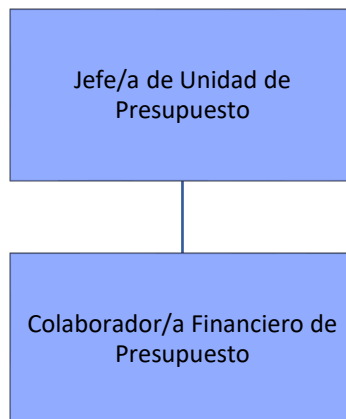 Jefe/a de Unidad de
Presupuesto
Colaborador/a Financiero de
Presupuesto